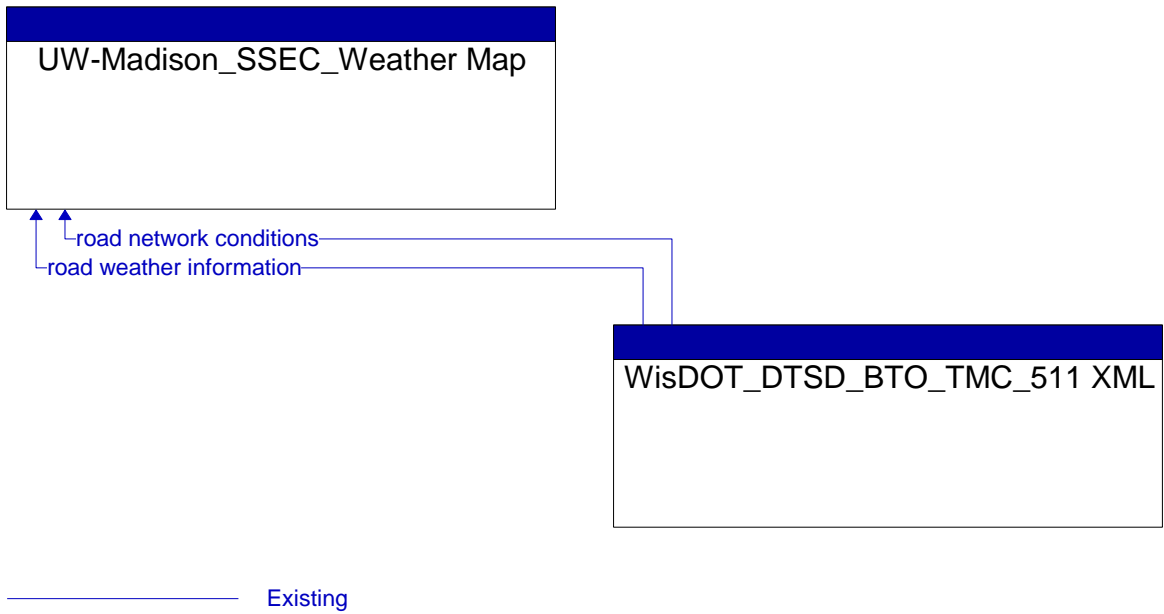 UW-Madison_SSEC_Weather Map
road network conditions
road weather information
WisDOT_DTSD_BTO_TMC_511 XML
Existing